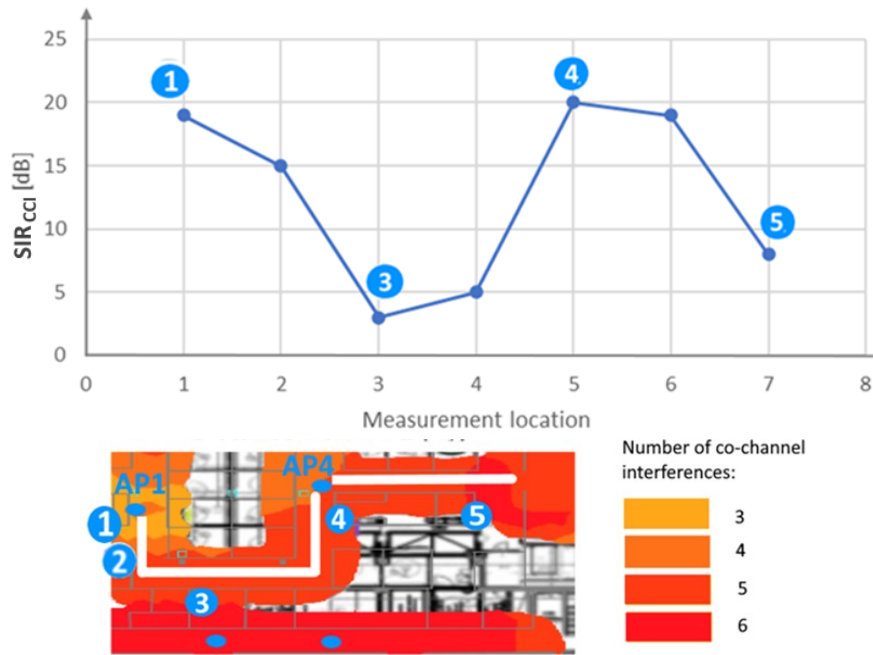 25
20
15
10
5
0
SIR CCI [dB]
1
3
4
5
0 1 2 3 4 5 6 7 8
Measurement location
AP1
AP4
1
2
3
4
5
Number of co-channel
interferences:
3
4
5
6